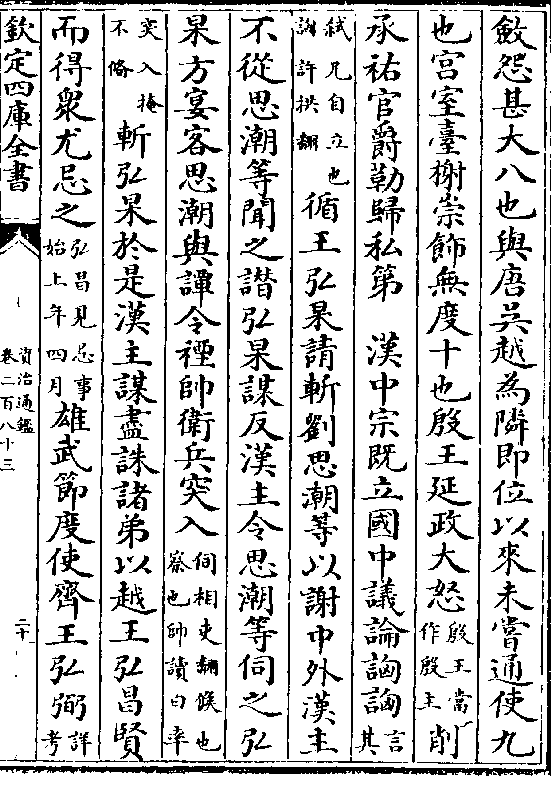 斂怨甚大八也與唐吳越為隣即位以來未嘗通使九
也宮室臺榭崇飾無度十也殷王延政大怒殷王當作殷主削
承祐官爵勒歸私第　漢中宗既立國中議論訩訩言其
弑兄自立也訩許拱翻循王弘杲請斬劉思潮等以謝中外漢主
不從思潮等聞之譖弘杲謀反漢主令思潮等伺之弘
杲方宴客思潮與譚令禋帥衛兵突入伺相吏翻候也察也帥讀曰率
突入掩不俻斬弘杲於是漢主謀盡誅諸弟以越王弘昌賢
而得衆尤忌之弘昌見忌事始上年四月雄武節度使齊王弘弼詳考
欽定四庫全書
資治通鑑
卷二百八十三
二十